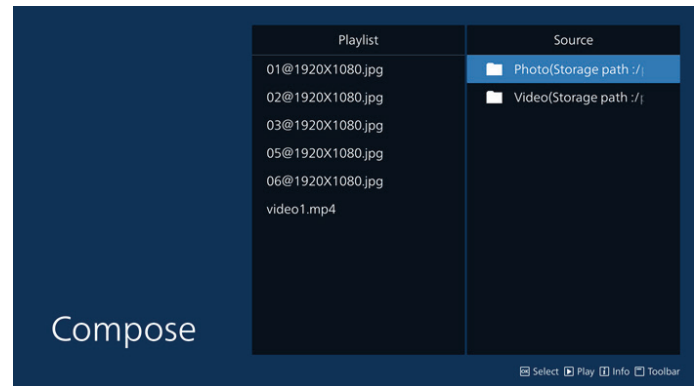 Playlist
01@1920X1080.jpg
02@1920X1080.jpg
03@1920X1080.jpg
05@1920X1080.jpg
06@1920X1080.jpg
video1.mp4
Source
Photo(Storage path :/
Video(Storage path :/
Compose
OK Select Play i Info Toolbar